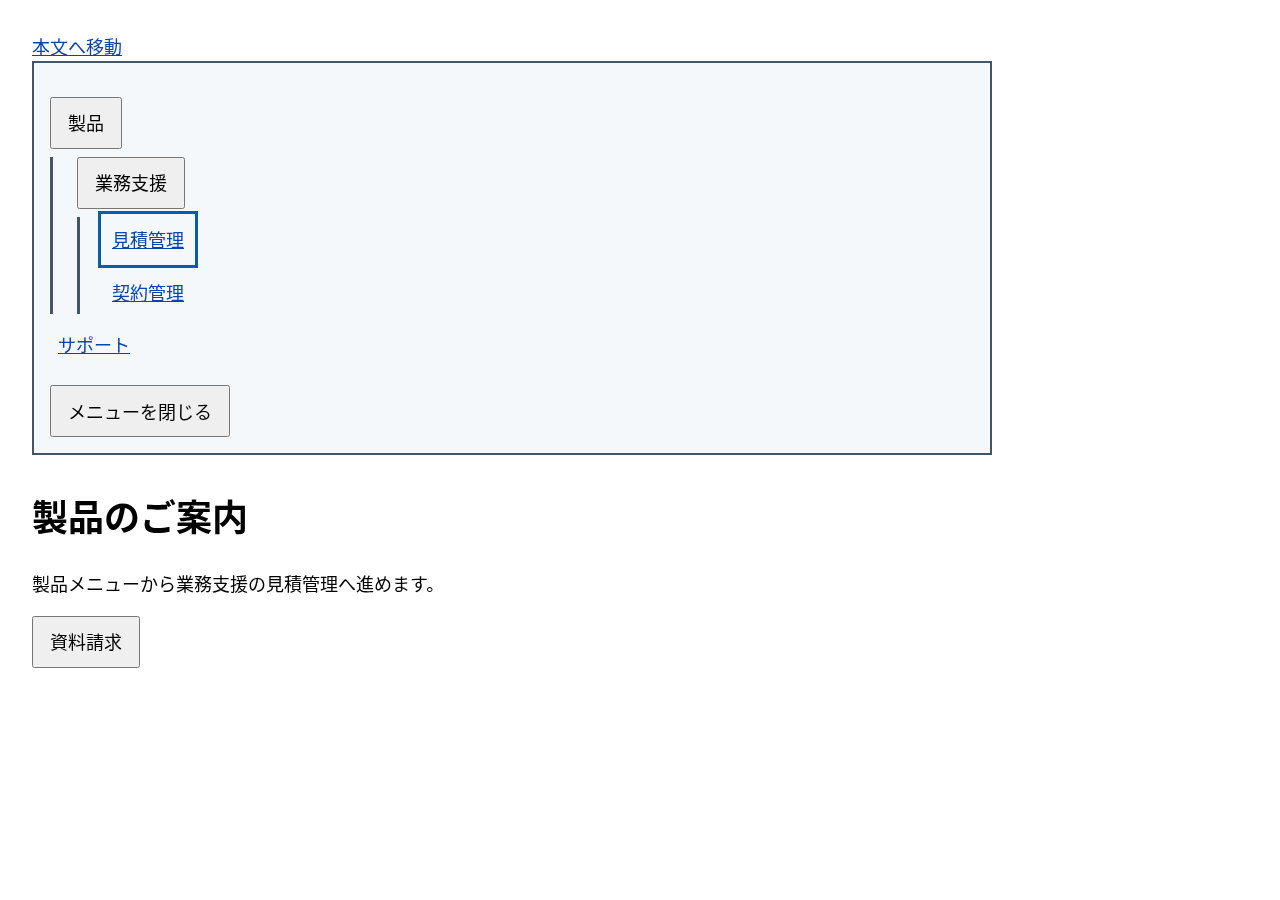 本文へ移動
製品
業務支援
見積管理
契約管理
サポート
メニューを閉じる
製品のご案内
製品メニューから業務支援の見積管理へ進めます。
資料請求